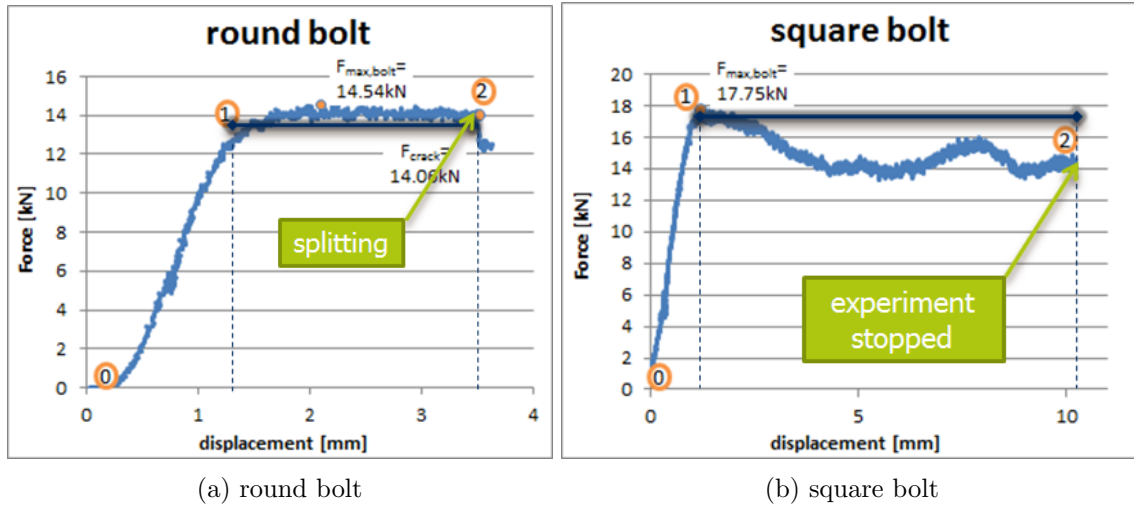 round bolt
Force [kN]
16
14
12
10
8
6
4
2
0
0
1
2
3
4
displacement [mm]
0
1
2
F_max,bolt=
14.54kN
F_crack=
14.06kN
splitting
square bolt
Force [kN]
20
18
16
14
12
10
8
6
4
2
0
0
5
10
displacement [mm]
0
1
2
F_max,bolt=
17.75kN
experiment
stopped
(a) round bolt
(b) square bolt